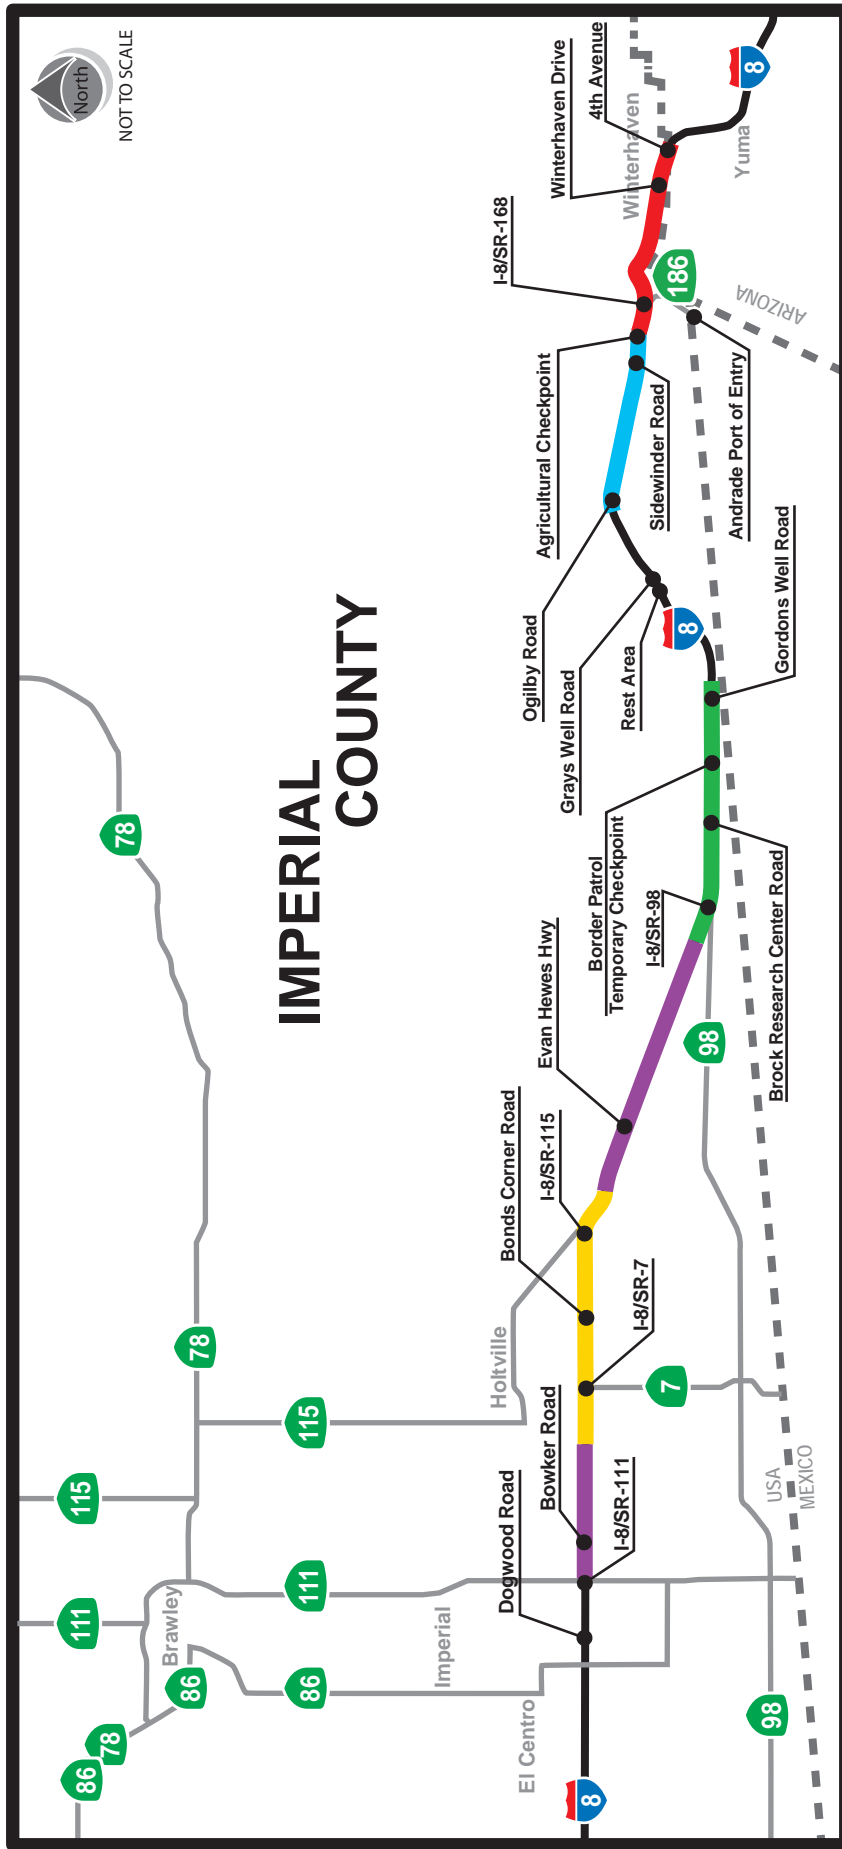 North
NOT TO SCALE
IMPERIAL
COUNTY
86
78
86
111
115
78
78
Brawley
86
111
115
Imperial
El Centro
Holtville
8
Dogwood Road
I-8/SR-111
Bowker Road
I-8/SR-7
7
Bonds Corner Road
I-8/SR-115
Evan Hewes Hwy
98
98
USA
MEXICO
I-8/SR-98
Border Patrol
Temporary Checkpoint
Brock Research Center Road
Gordons Well Road
8
Rest Area
Grays Well Road
Ogilby Road
Sidewinder Road
Agricultural Checkpoint
Andrade Port of Entry
I-8/SR-168
186
ARIZONA
Winterhaven Drive
4th Avenue
Winterhaven
Yuma
8